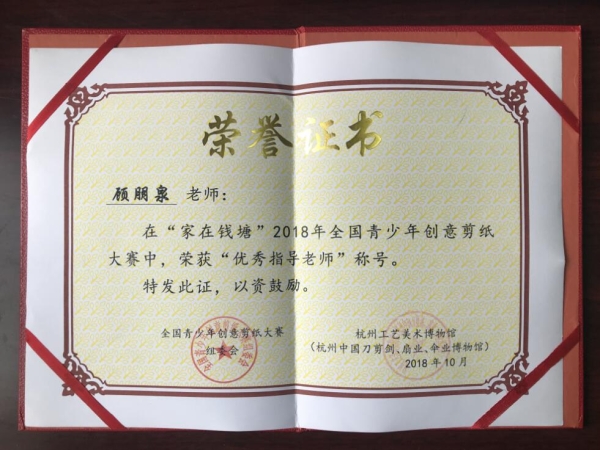 荣誉证书
顾朋泉 老师：
在“家在钱塘”2018年全国青少年创意剪纸
大赛中，荣获“优秀指导老师”称号。
特发此证，以资鼓励。
全国青少年创意剪纸大赛
组委会
杭州工艺美术博物馆
（杭州中国刀剪剑、扇业、伞业博物馆）
2018年10月